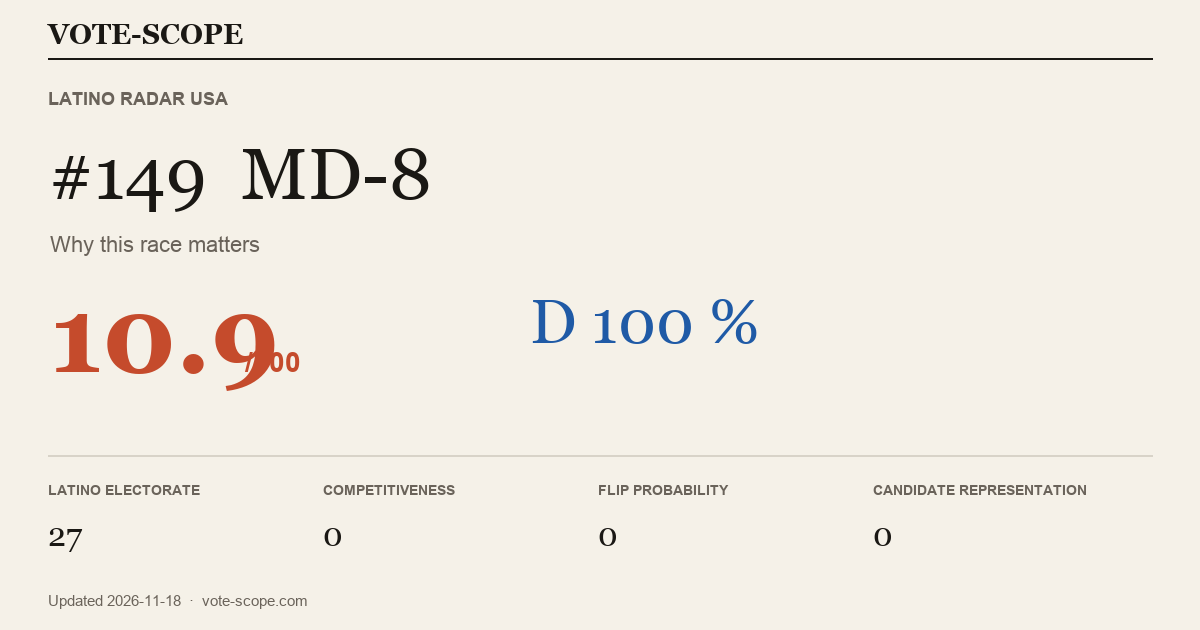 VOTE-SCOPE
LATINO RADAR USA
#149 MD-8
Why this race matters
10.9
D 100 %
LATINO ELECTORATE COMPETITIVENESS FLIP PROBABILITY CANDIDATE REPRESENTATION
27 0 0 0
Updated 2026-11-18 · vote-scope.com